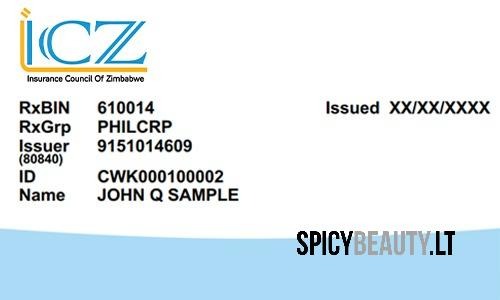 iCZ
Insurance Council Of Zimbabwe
RxBIN 610014 Issued XX/XX/XXXX
RxGrp PHILCRP
Issuer 9151014609
(80840)
ID CWK000100002
Name JOHN Q SAMPLE
SPICYBEAUTY.LT